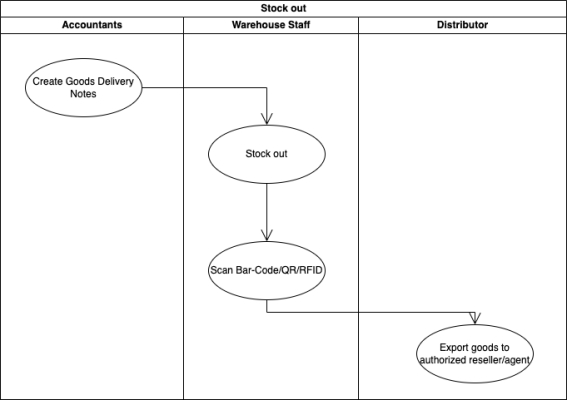 Stock out
Accountants
Warehouse Staff
Distributor
Create Goods Delivery
Notes
Stock out
Scan Bar-Code/QR/RFID
Export goods to
authorized reseller/agent